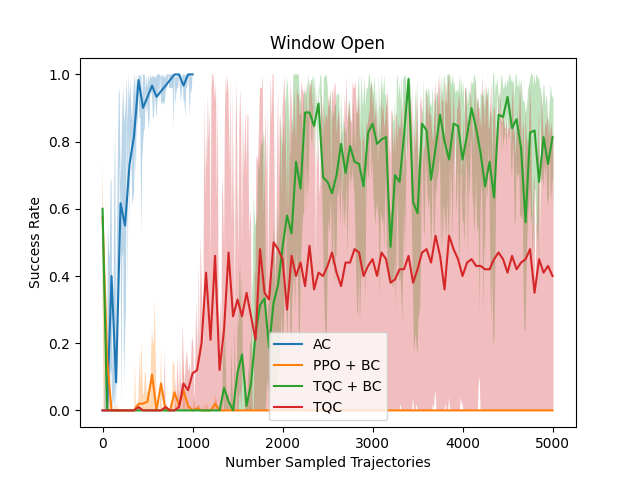 Window Open
Success Rate
1.0
0.8
0.6
0.4
0.2
0.0
AC
PPO + BC
TQC + BC
TQC
0 1000 2000 3000 4000 5000
Number Sampled Trajectories